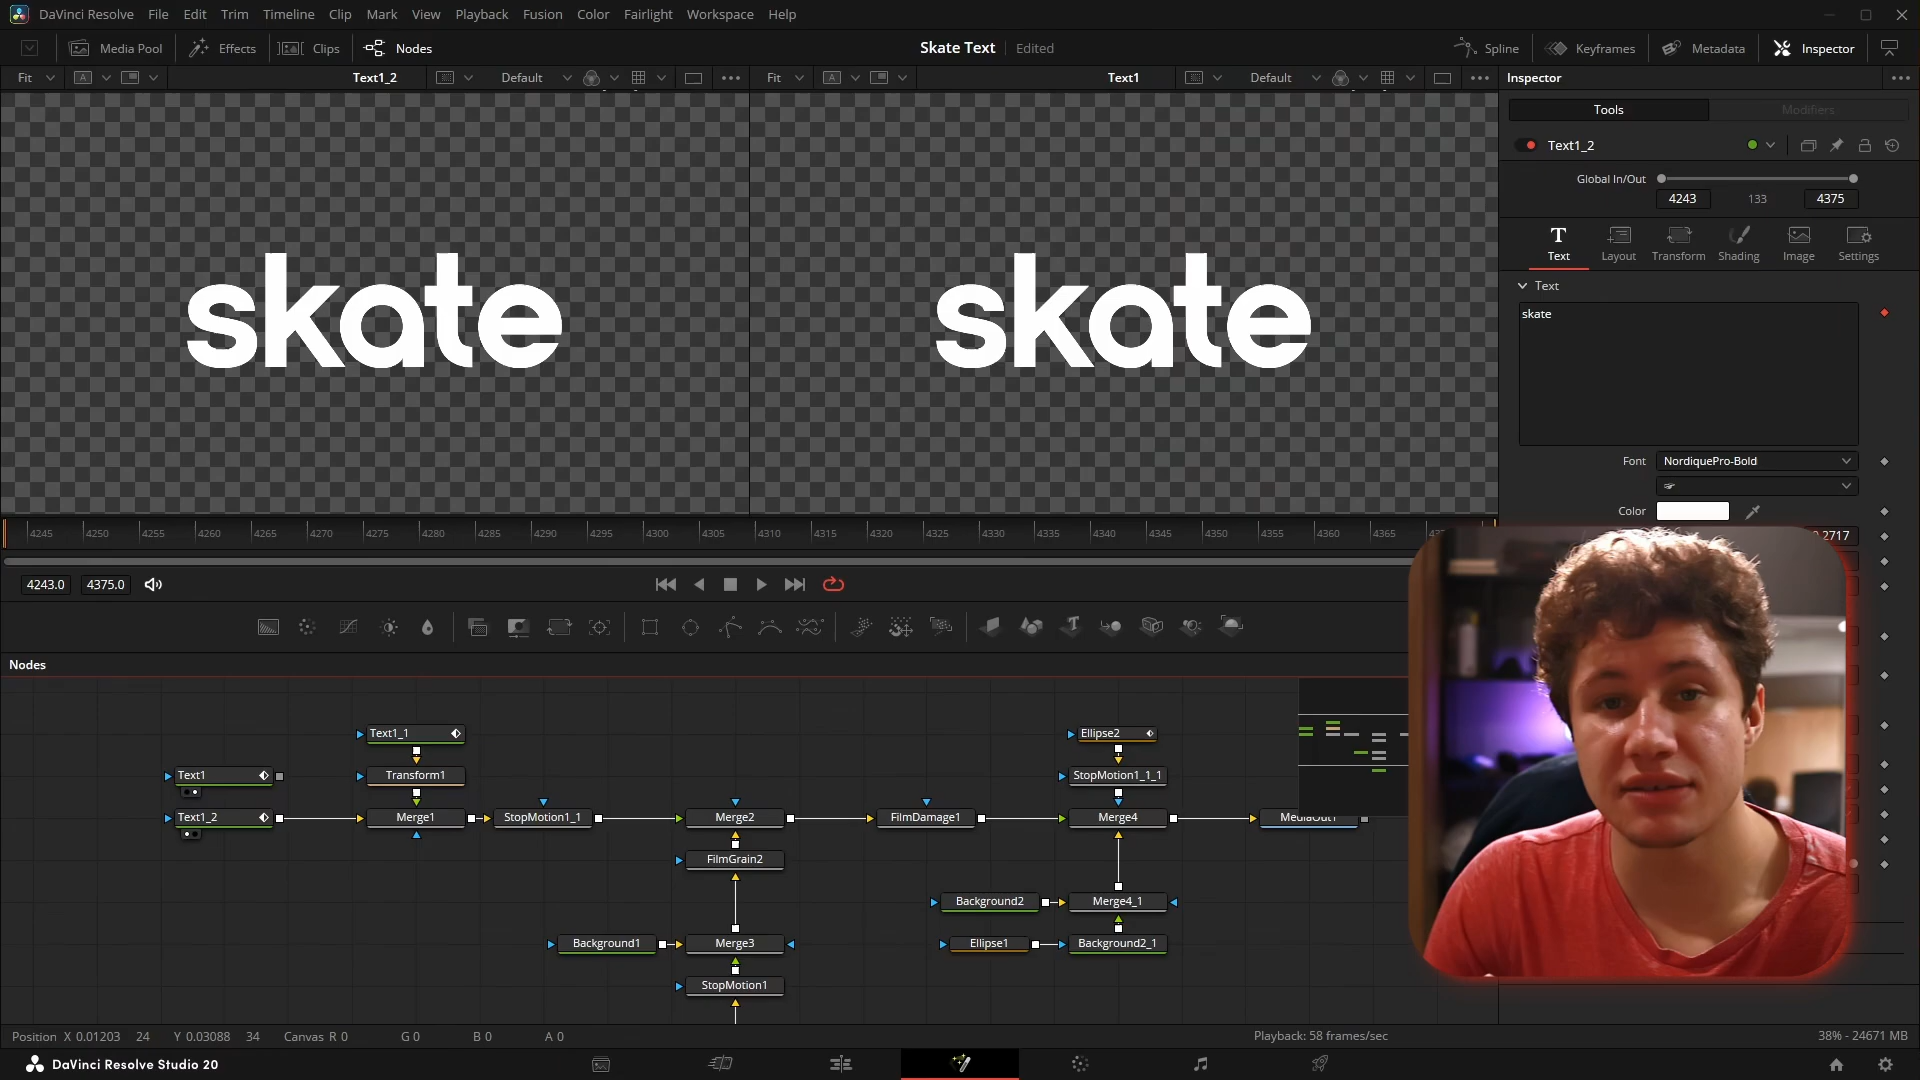 DaVinci Resolve File Edit Trim Timeline Clip Mark View Playback Fusion Color Fairlight Workspace Help
Media Pool Effects Clips Nodes Skate Text Edited Spline Keyframes Metadata Inspector
Fit A Text1_2 Default Fit A Text1 Default Inspector
Tools Modifiers
Text1_2
Global In/Out
4243 133 4375
Text Layout Transform Shading Image Settings
Text
skate
skate skate
Font NordiquePro-Bold
Color
0.2717
4245 4250 4255 4260 4265 4270 4275 4280 4285 4290 4295 4300 4305 4310 4315 4320 4325 4330 4335 4340 4345 4350 4355 4360 4365
4243.0 4375.0
Nodes
Text1_1 Ellipse2
Text1 Transform1 StopMotion1_1_1
Text1_2 Merge1 StopMotion1_1 Merge2 FilmDamage1 Merge4 MediaOut1
FilmGrain2
Background2 Merge4_1
Background1 Merge3 Ellipse1 Background2_1
StopMotion1
Position X 0.01203 24 Y 0.03088 34 Canvas R 0 G 0 B 0 A 0 Playback: 58 frames/sec 38% - 24671 MB
DaVinci Resolve Studio 20